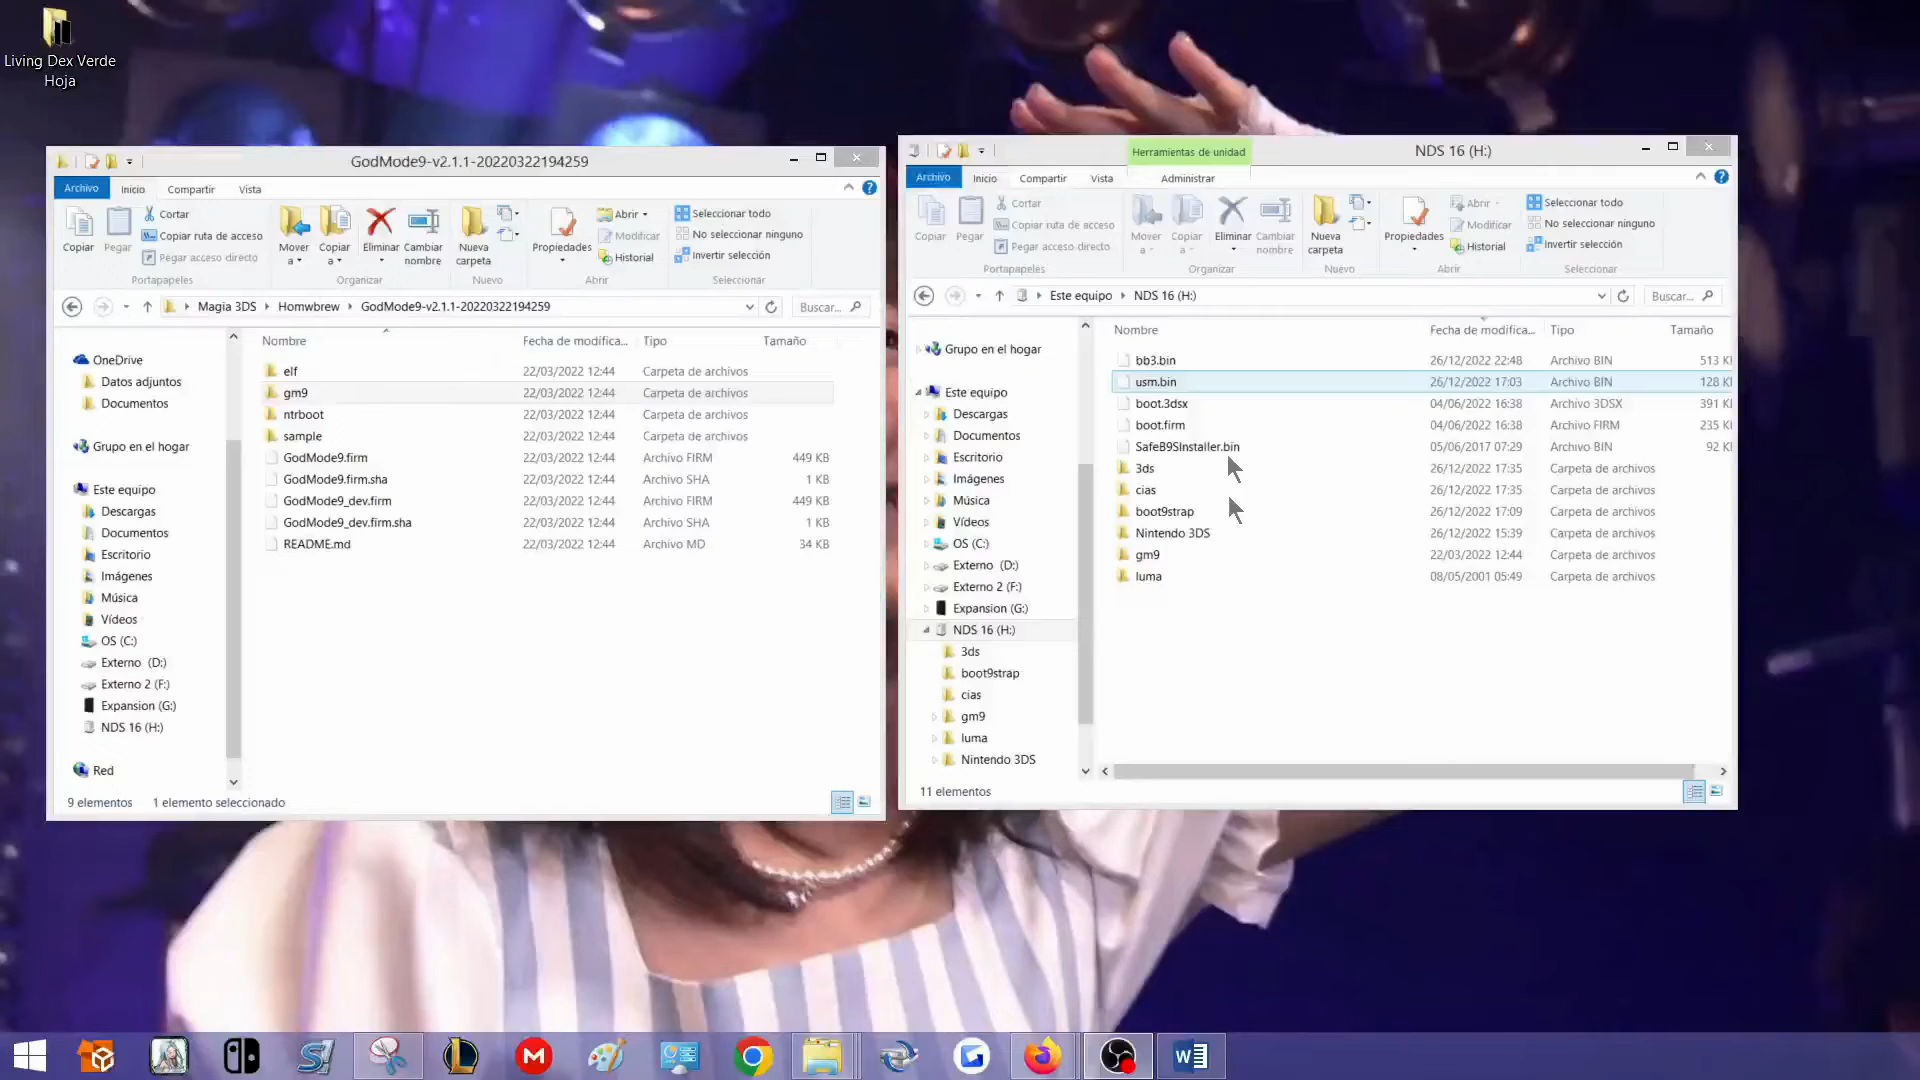 Living Dex Verde
Hoja
GodMode9-v2.1.1-20220322194259
Archivo
Inicio
Compartir
Vista
Copiar
Pegar
Cortar
Copiar ruta de acceso
Pegar acceso directo
Portapapeles
Mover
a
Copiar
a
Eliminar
Cambiar
nombre
Organizar
Nueva
carpeta
Nuevo
Propiedades
Abrir
Modificar
Historial
Abrir
Seleccionar todo
No seleccionar ninguno
Invertir selección
Seleccionar
Magia 3DS
Homwbrew
GodMode9-v2.1.1-20220322194259
Buscar...
OneDrive
Datos adjuntos
Documentos
Grupo en el hogar
Este equipo
Descargas
Documentos
Escritorio
Imágenes
Música
Vídeos
OS (C:)
Externo (D:)
Externo 2 (F:)
Expansion (G:)
NDS 16 (H:)
Red
Nombre Fecha de modifica... Tipo Tamaño
elf 22/03/2022 12:44 Carpeta de archivos
gm9 22/03/2022 12:44 Carpeta de archivos
ntrboot 22/03/2022 12:44 Carpeta de archivos
sample 22/03/2022 12:44 Carpeta de archivos
GodMode9.firm 22/03/2022 12:44 Archivo FIRM 449 KB
GodMode9.firm.sha 22/03/2022 12:44 Archivo SHA 1 KB
GodMode9_dev.firm 22/03/2022 12:44 Archivo FIRM 449 KB
GodMode9_dev.firm.sha 22/03/2022 12:44 Archivo SHA 1 KB
README.md 22/03/2022 12:44 Archivo MD 34 KB
9 elementos 1 elemento seleccionado
Herramientas de unidad
NDS 16 (H:)
Archivo
Inicio
Compartir
Vista
Administrar
Copiar
Pegar
Cortar
Copiar ruta de acceso
Pegar acceso directo
Portapapeles
Mover
a
Copiar
a
Eliminar
Cambiar
nombre
Organizar
Nueva
carpeta
Nuevo
Propiedades
Abrir
Modificar
Historial
Abrir
Seleccionar todo
No seleccionar ninguno
Invertir selección
Seleccionar
Este equipo
NDS 16 (H:)
Buscar...
Grupo en el hogar
Este equipo
Descargas
Documentos
Escritorio
Imágenes
Música
Vídeos
OS (C:)
Externo (D:)
Externo 2 (F:)
Expansion (G:)
NDS 16 (H:)
3ds
boot9strap
cias
gm9
luma
Nintendo 3DS
Nombre Fecha de modifica... Tipo Tamaño
bb3.bin 26/12/2022 22:48 Archivo BIN 513 K
usm.bin 26/12/2022 17:03 Archivo BIN 128 K
boot.3dsx 04/06/2022 16:38 Archivo 3DSX 391 K
boot.firm 04/06/2022 16:38 Archivo FIRM 235 K
SafeB9SInstaller.bin 05/06/2017 07:29 Archivo BIN 92 K
3ds 26/12/2022 17:35 Carpeta de archivos
cias 26/12/2022 17:35 Carpeta de archivos
boot9strap 26/12/2022 17:09 Carpeta de archivos
Nintendo 3DS 26/12/2022 15:39 Carpeta de archivos
gm9 22/03/2022 12:44 Carpeta de archivos
luma 08/05/2001 05:49 Carpeta de archivos
11 elementos